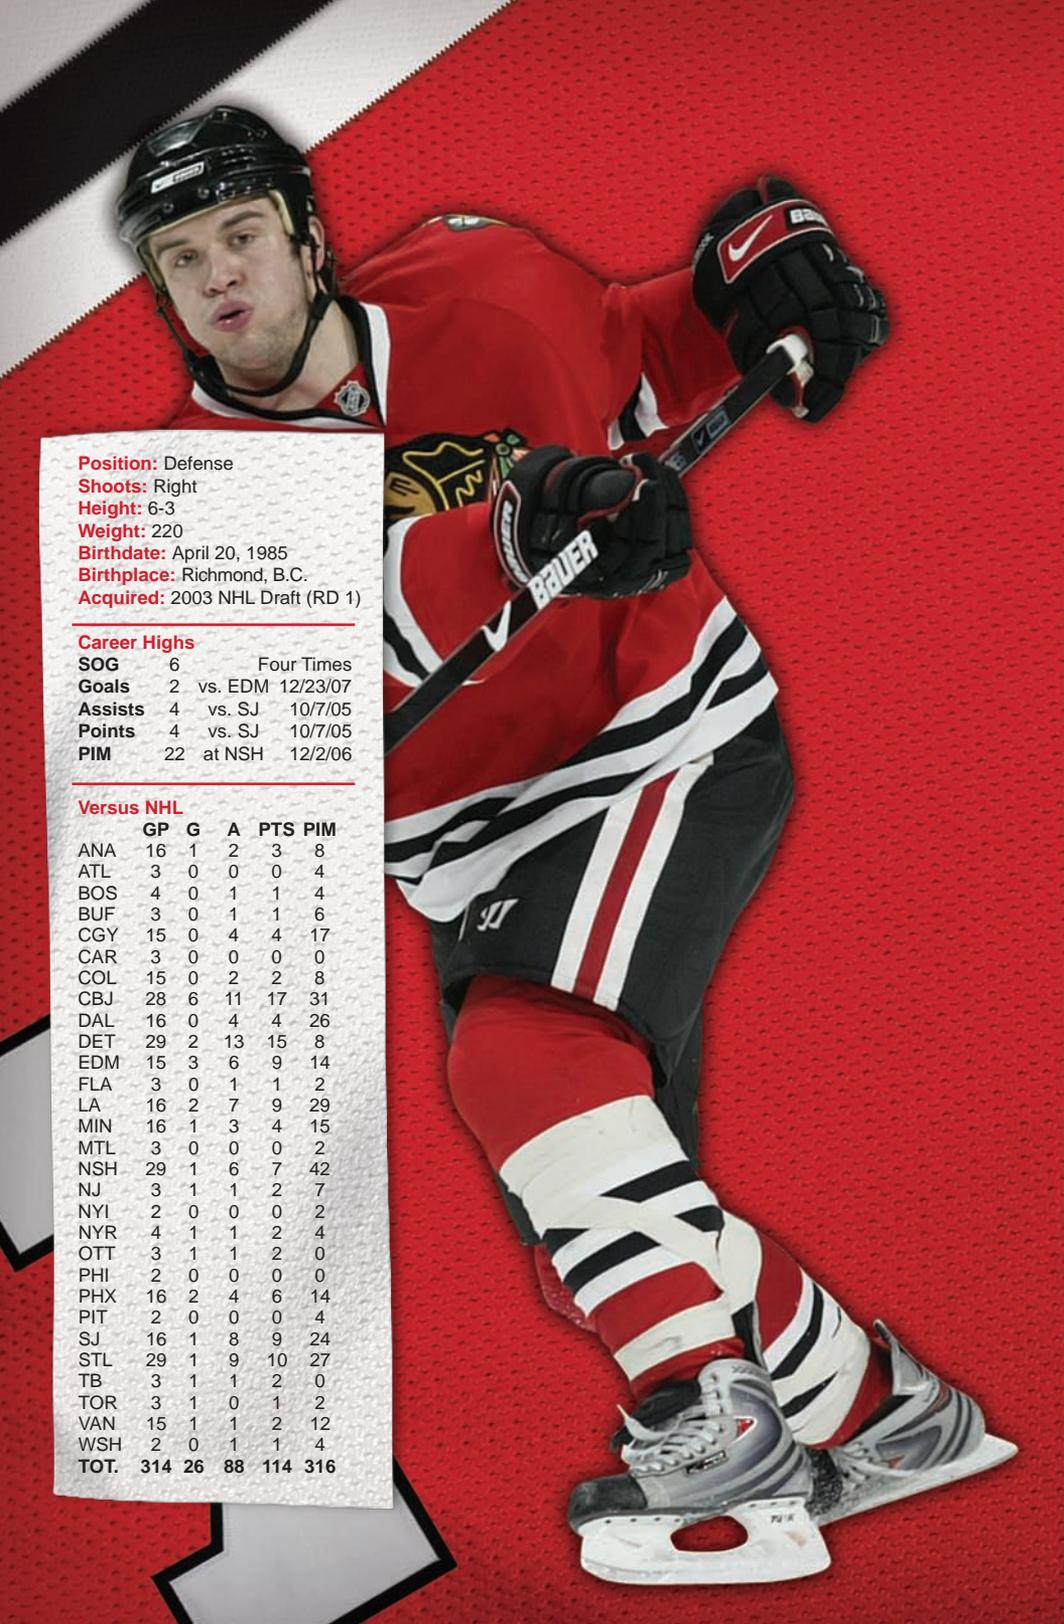 BAUER
BAUER
BAUER
Position: Defense
Shoots: Right
Height: 6-3
Weight: 220
Birthdate: April 20, 1985
Birthplace: Richmond, B.C.
Acquired: 2003 NHL Draft (RD 1)
Career Highs
SOG 6 Four Times
Goals 2 vs. EDM 12/23/07
Assists 4 vs. SJ 10/7/05
Points 4 vs. SJ 10/7/05
PIM 22 at NSH 12/2/06
Versus NHL
GP G A PTS PIM
ANA 16 1 2 3 8
ATL 3 0 0 0 4
BOS 4 0 1 1 4
BUF 3 0 1 1 6
CGY 15 0 4 4 17
CAR 3 0 0 0 0
COL 15 0 2 2 8
CBJ 28 6 11 17 31
DAL 16 0 4 4 26
DET 29 2 13 15 8
EDM 15 3 6 9 14
FLA 3 0 1 1 2
LA 16 2 7 9 29
MIN 16 1 3 4 15
MTL 3 0 0 0 2
NSH 29 1 6 7 42
NJ 3 1 1 2 7
NYI 2 0 0 0 2
NYR 4 1 1 2 4
OTT 3 1 1 2 0
PHI 2 0 0 0 0
PHX 16 2 4 6 14
PIT 2 0 0 0 4
SJ 16 1 8 9 24
STL 29 1 9 10 27
TB 3 1 1 2 0
TOR 3 1 0 1 2
VAN 15 1 1 2 12
WSH 2 0 1 1 4
TOT. 314 26 88 114 316